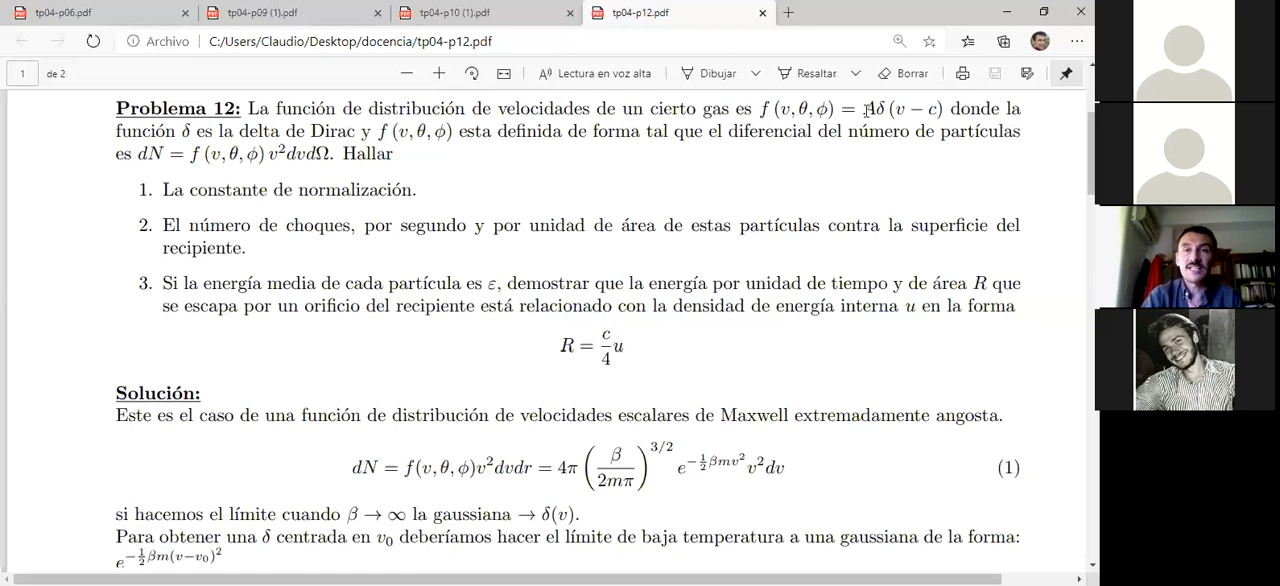 tp04-p06.pdf
tp04-p09 (1).pdf
tp04-p10 (1).pdf
tp04-p12.pdf
Archivo
C:/Users/Claudio/Desktop/docencia/tp04-p12.pdf
1
de 2
Lectura en voz alta
Dibujar
Resaltar
Borrar
Problema 12: La función de distribución de velocidades de un cierto gas es f (v, θ, ϕ) = Aδ (v − c) donde la
función δ es la delta de Dirac y f (v, θ, ϕ) esta definida de forma tal que el diferencial del número de partículas
es dN = f (v, θ, ϕ) v²dvdΩ. Hallar
1. La constante de normalización.
2. El número de choques, por segundo y por unidad de área de estas partículas contra la superficie del
recipiente.
3. Si la energía media de cada partícula es ε, demostrar que la energía por unidad de tiempo y de área R que
se escapa por un orificio del recipiente está relacionado con la densidad de energía interna u en la forma
R = c/4 u
Solución:
Este es el caso de una función de distribución de velocidades escalares de Maxwell extremadamente angosta.
dN = f(v, θ, ϕ)v²dvdr = 4π (β/2mπ)^{3/2} e^{−½βmv²} v²dv (1)
si hacemos el límite cuando β → ∞ la gaussiana → δ(v).
Para obtener una δ centrada en v₀ deberíamos hacer el límite de baja temperatura a una gaussiana de la forma:
e^{−½βm(v−v₀)²}